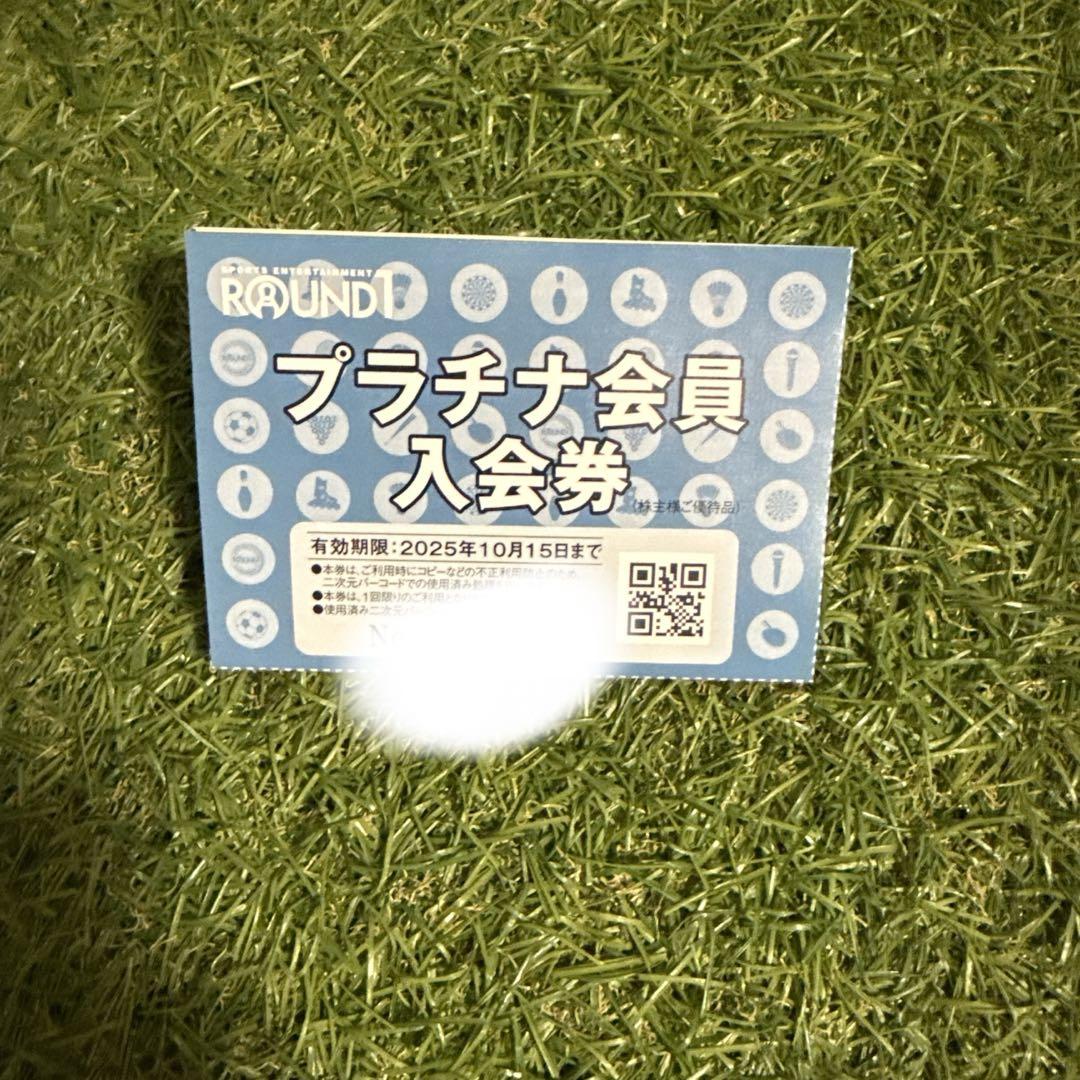 SPORTS ENTERTAINMENT
ROUND1
プラチナ会員
入会券
(株主様ご優待品)
有効期限:2025年10月15日まで
●本券は、ご利用時にコピーなどの不正利用防止のため、
二次元バーコードでの使用済み処理
●本券は、1回限りのご利用と
●使用済み二次元バー